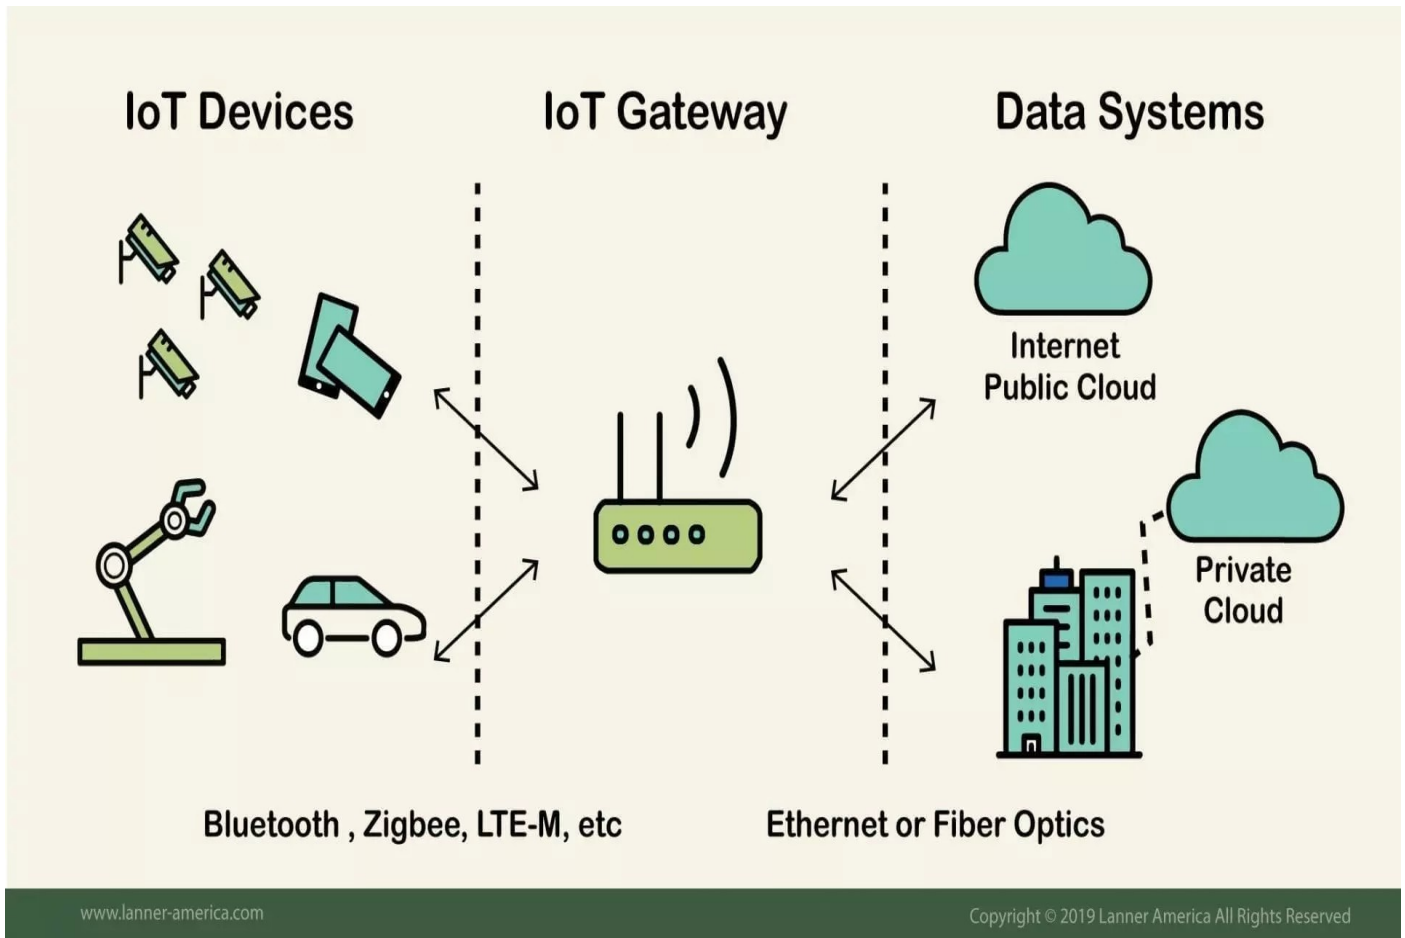 IoT Devices
IoT Gateway
Data Systems
Internet
Public Cloud
Private
Cloud
Bluetooth , Zigbee, LTE-M, etc
Ethernet or Fiber Optics
www.lanner-america.com
Copyright © 2019 Lanner America All Rights Reserved